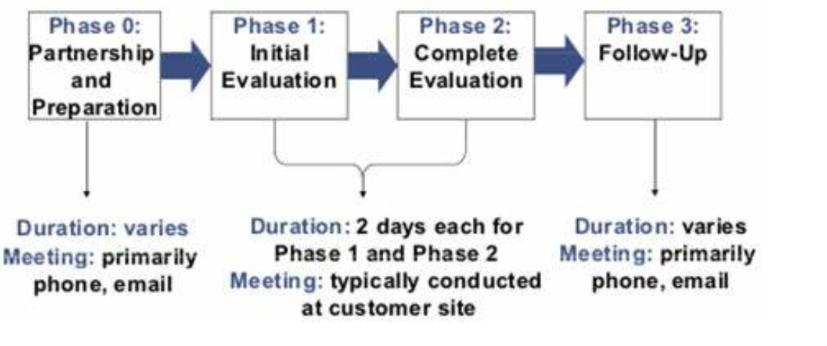 Phase 0:
Partnership
and
Preparation
Phase 1:
Initial
Evaluation
Phase 2:
Complete
Evaluation
Phase 3:
Follow-Up
Duration: varies
Meeting: primarily
phone, email
Duration: 2 days each for
Phase 1 and Phase 2
Meeting: typically conducted
at customer site
Duration: varies
Meeting: primarily
phone, email